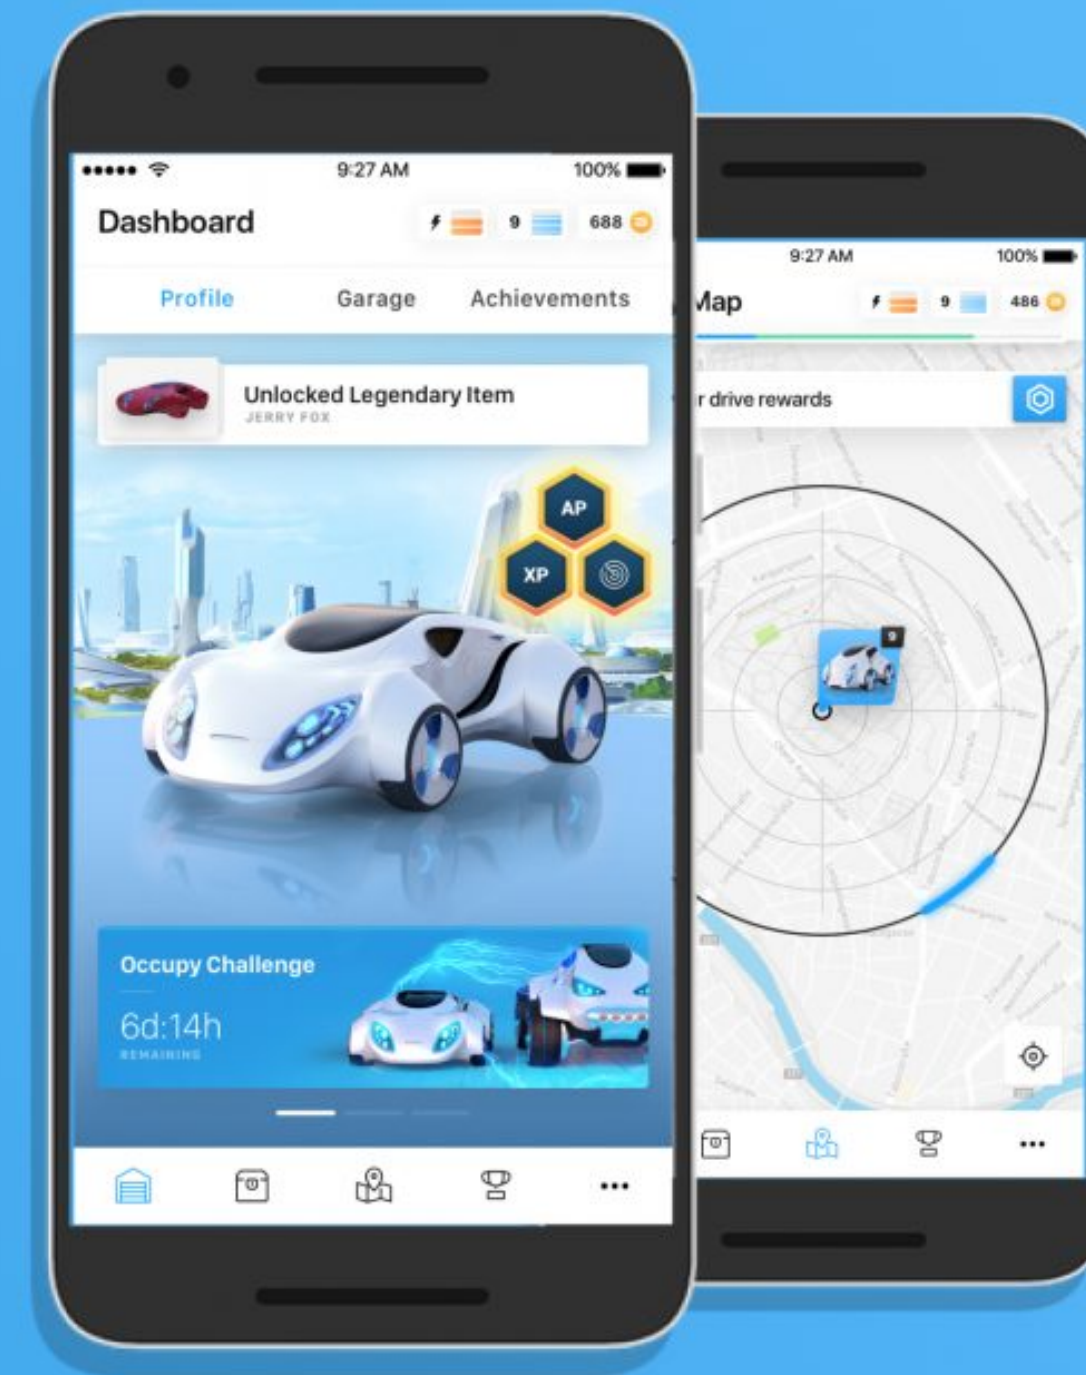 9:27 AM 100%
Dashboard 9 688
Profile Garage Achievements
Unlocked Legendary Item
JERRY FOX
AP
XP
Occupy Challenge
6d:14h
REMAINING
9:27 AM 100%
Map 9 486
r drive rewards
9